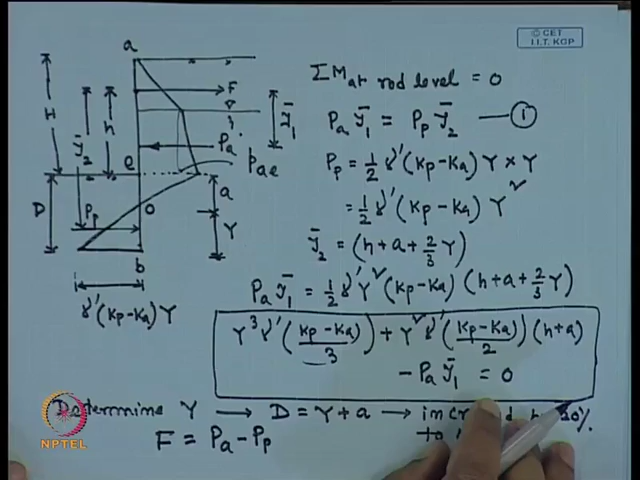 © CET
I.I.T. KGP
a
H
ȳ₂
h
F
ȳ₁
Pa
Pae
e
D
Pp
o
a
Y
b
γ'(Kp-Ka) Y
ΣM at rod level = 0
Pa ȳ₁ = Pp ȳ₂ — ①
Pp = 1/2 γ'(Kp-Ka) Y × Y
= 1/2 γ'(Kp-Ka) Y²
ȳ₂ = (h+a+2/3 Y)
Pa ȳ₁ = 1/2 γ' Y² (Kp-Ka) (h+a+2/3 Y)
Y³ γ' (Kp-Ka)/3 + Y² γ' (Kp-Ka)/2 (h+a)
- Pa ȳ₁ = 0
Determine Y → D = Y+a →
F = Pa - Pp
NPTEL